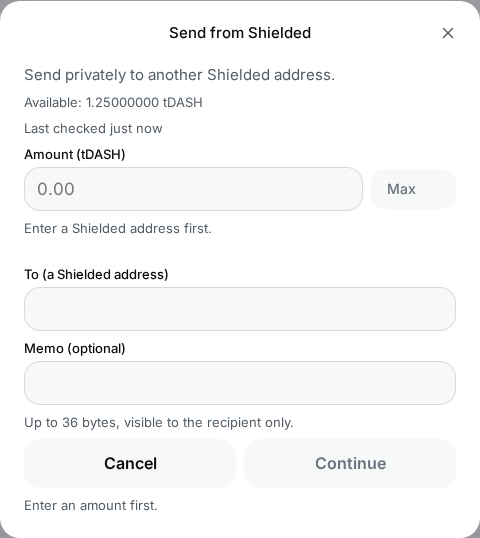 Send from Shielded
Send privately to another Shielded address.
Available: 1.25000000 tDASH
Last checked just now
Amount (tDASH)
0.00
Max
Enter a Shielded address first.
To (a Shielded address)
Memo (optional)
Up to 36 bytes, visible to the recipient only.
Cancel
Continue
Enter an amount first.